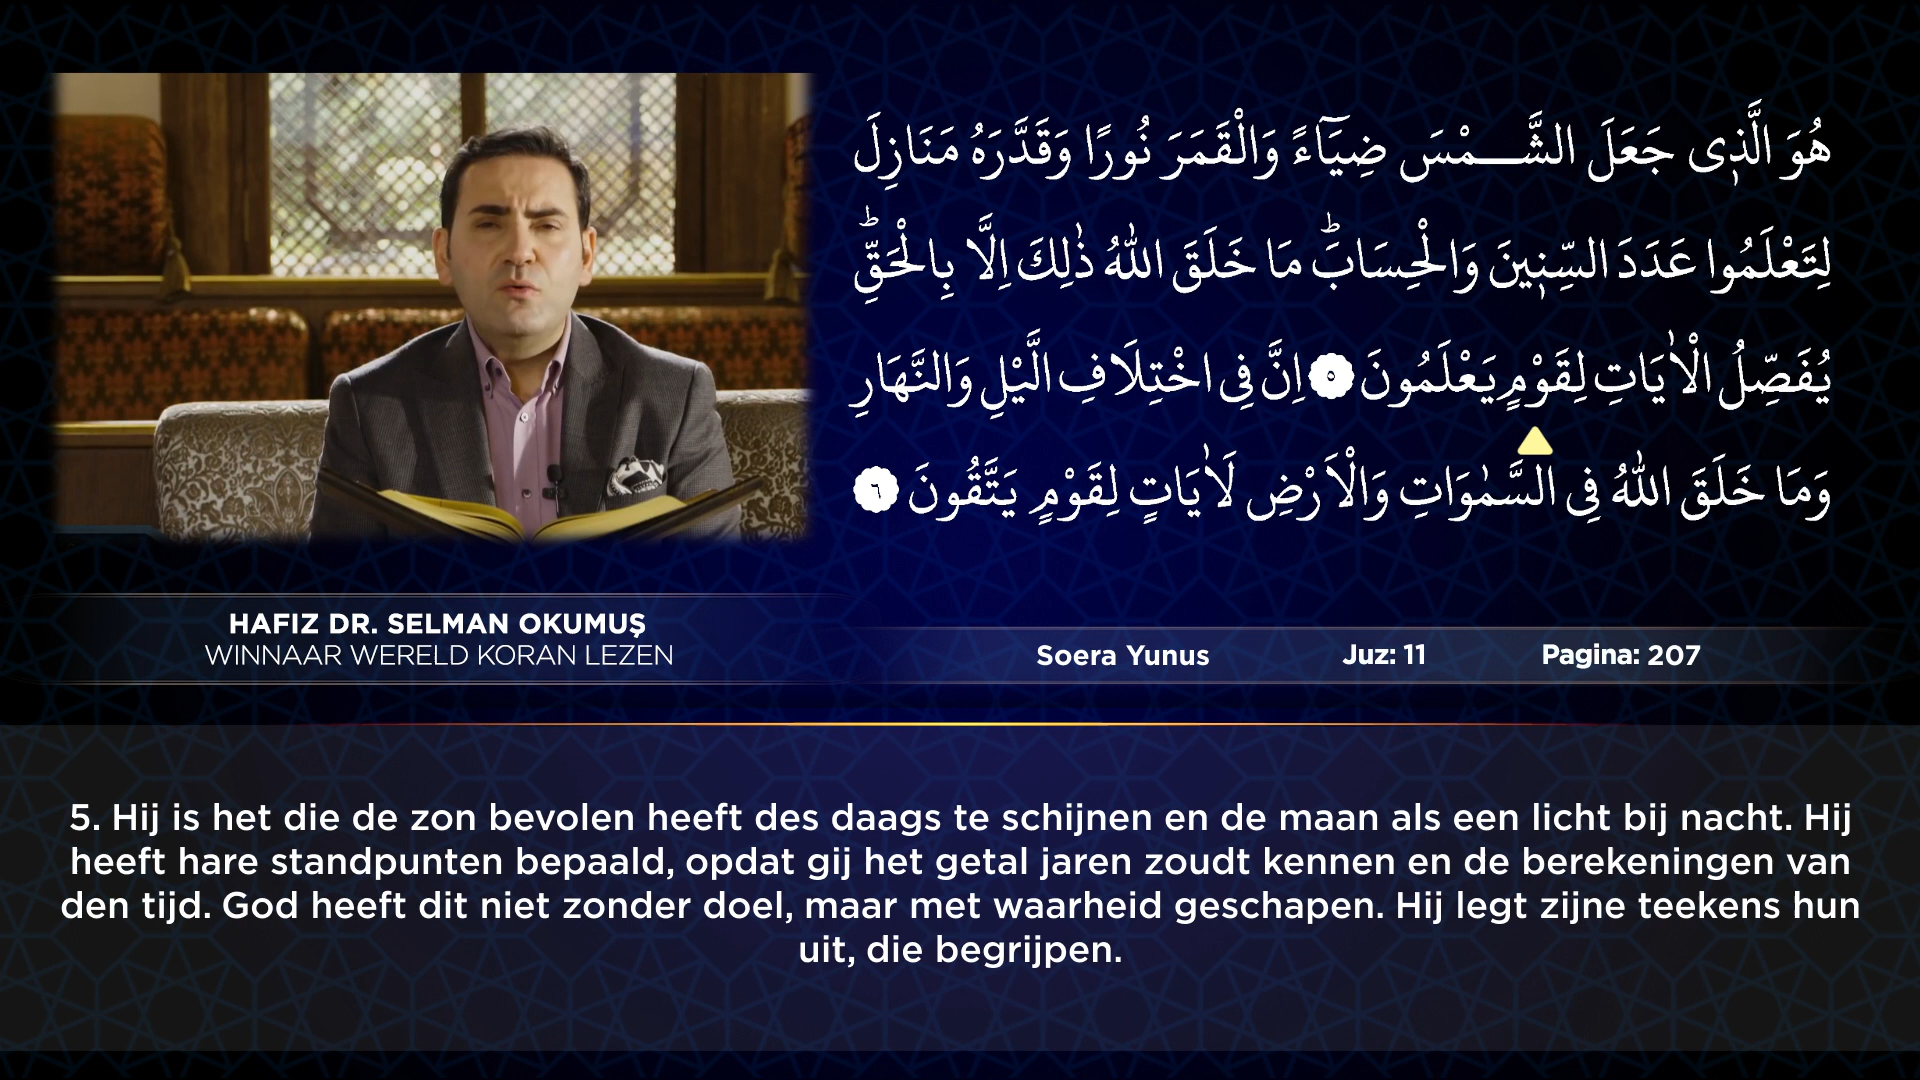 هُوَ الَّذ۪ى جَعَلَ الشَّـــمْسَ ضِيَٓاءً وَالْقَمَرَ نُورًا وَقَدَّرَهُ مَنَازِلَ
لِتَعْلَمُوا عَدَدَ السِّن۪ينَ وَالْحِسَابَۜ مَا خَلَقَ اللّٰهُ ذٰلِكَ اِلَّا بِالْحَقِّۚ
يُفَصِّلُ الْاٰيَاتِ لِقَوْمٍ يَعْلَمُونَ ٥ اِنَّ فِى اخْتِلَافِ الَّيْلِ وَالنَّهَارِ
وَمَا خَلَقَ اللّٰهُ فِى السَّمٰوَاتِ وَالْاَرْضِ لَاٰيَاتٍ لِقَوْمٍ يَتَّقُونَ ٦
HAFIZ DR. SELMAN OKUMUŞ
WINNAAR WERELD KORAN LEZEN
Soera Yunus Juz: 11 Pagina: 207
5. Hij is het die de zon bevolen heeft des daags te schijnen en de maan als een licht bij nacht. Hij
heeft hare standpunten bepaald, opdat gij het getal jaren zoudt kennen en de berekeningen van
den tijd. God heeft dit niet zonder doel, maar met waarheid geschapen. Hij legt zijne teekens hun
uit, die begrijpen.